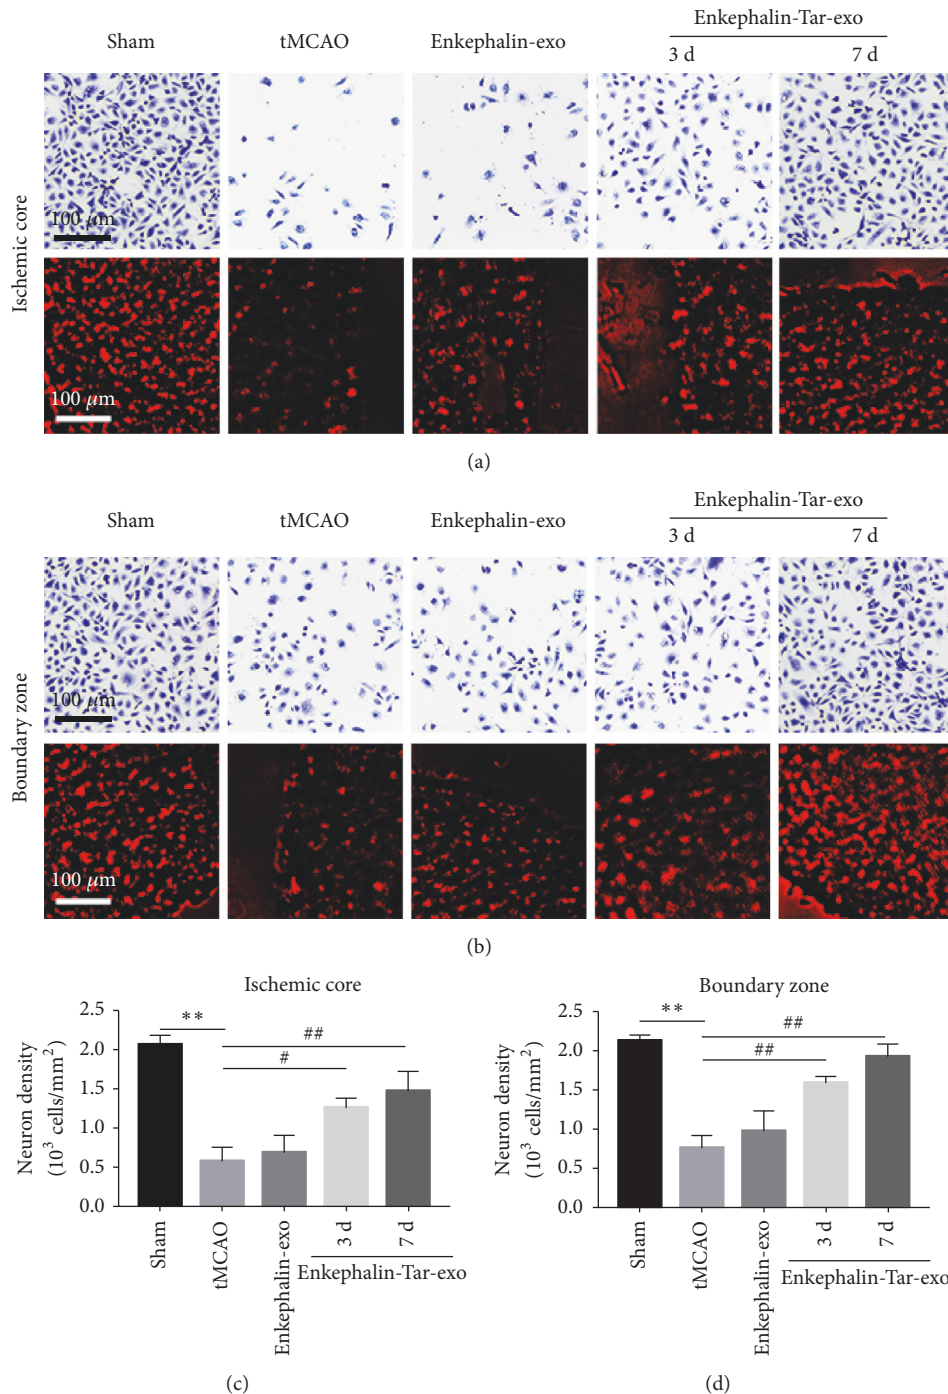 Enkephalin-Tar-exo
Sham tMCAO Enkephalin-exo 3 d 7 d
Ischemic core
100 μm
100 μm
(a)
Enkephalin-Tar-exo
Sham tMCAO Enkephalin-exo 3 d 7 d
Boundary zone
100 μm
100 μm
(b)
Ischemic core
Neuron density
(10³ cells/mm²)
2.5
2.0
1.5
1.0
0.5
0.0
**
##
#
Sham
tMCAO
Enkephalin-exo
3 d
7 d
Enkephalin-Tar-exo
(c)
Boundary zone
Neuron density
(10³ cells/mm²)
2.5
2.0
1.5
1.0
0.5
0.0
**
##
##
Sham
tMCAO
Enkephalin-exo
3 d
7 d
Enkephalin-Tar-exo
(d)